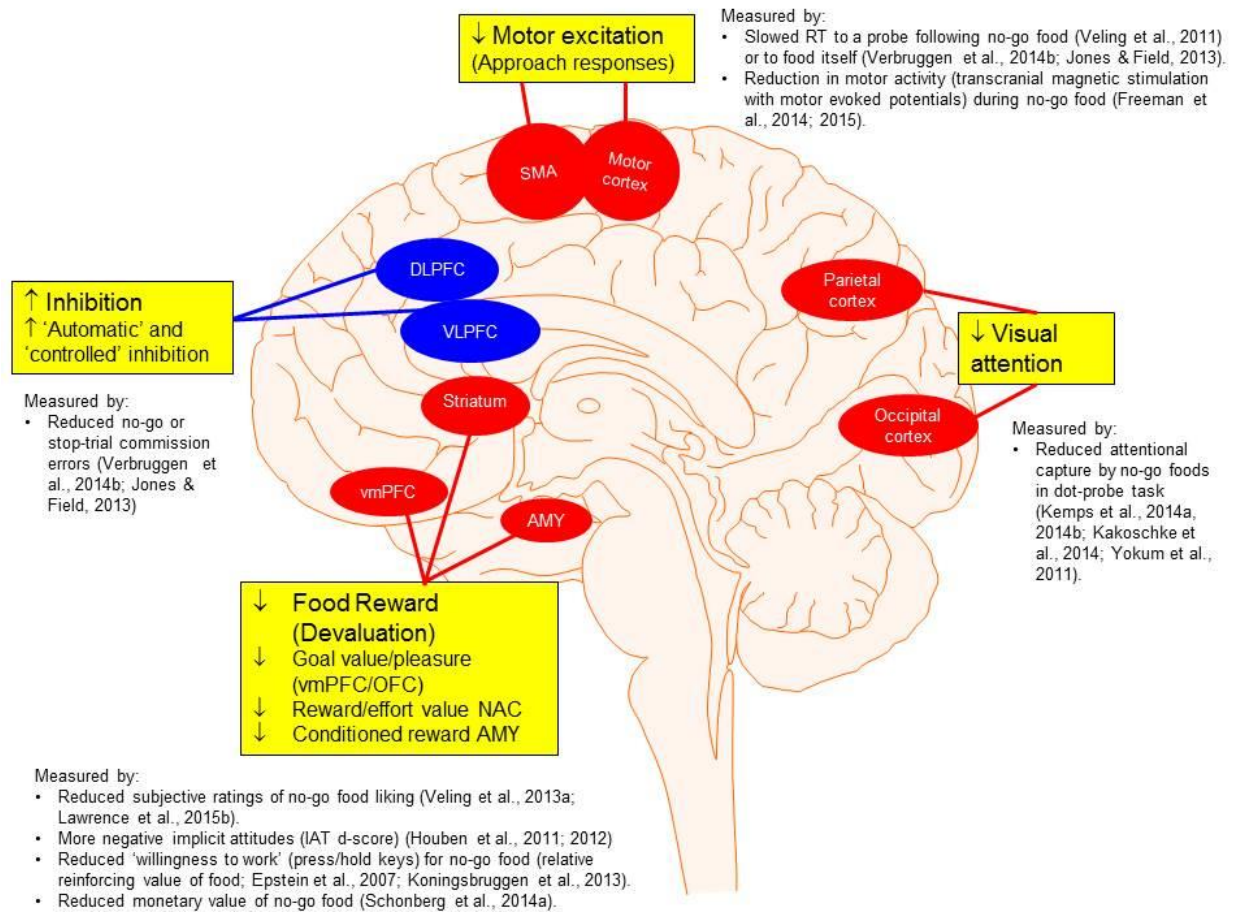 ↓ Motor excitation
(Approach responses)
Measured by:
• Slowed RT to a probe following no-go food (Veling et al., 2011)
or to food itself (Verbruggen et al., 2014b; Jones & Field, 2013).
• Reduction in motor activity (transcranial magnetic stimulation
with motor evoked potentials) during no-go food (Freeman et
al., 2014; 2015).
SMA
Motor
cortex
DLPFC
VLPFC
Striatum
vmPFC
AMY
Parietal
cortex
Occipital
cortex
↑ Inhibition
↑ ‘Automatic’ and
‘controlled’ inhibition
Measured by:
• Reduced no-go or
stop-trial commission
errors (Verbruggen et
al., 2014b; Jones &
Field, 2013)
↓ Visual
attention
Measured by:
• Reduced attentional
capture by no-go foods
in dot-probe task
(Kemps et al., 2014a,
2014b; Kakoschke et
al., 2014; Yokum et al.,
2011).
↓ Food Reward
(Devaluation)
↓ Goal value/pleasure
(vmPFC/OFC)
↓ Reward/effort value NAC
↓ Conditioned reward AMY
Measured by:
• Reduced subjective ratings of no-go food liking (Veling et al., 2013a;
Lawrence et al., 2015b).
• More negative implicit attitudes (IAT d-score) (Houben et al., 2011; 2012)
• Reduced ‘willingness to work’ (press/hold keys) for no-go food (relative
reinforcing value of food; Epstein et al., 2007; Koningsbruggen et al., 2013).
• Reduced monetary value of no-go food (Schonberg et al., 2014a).